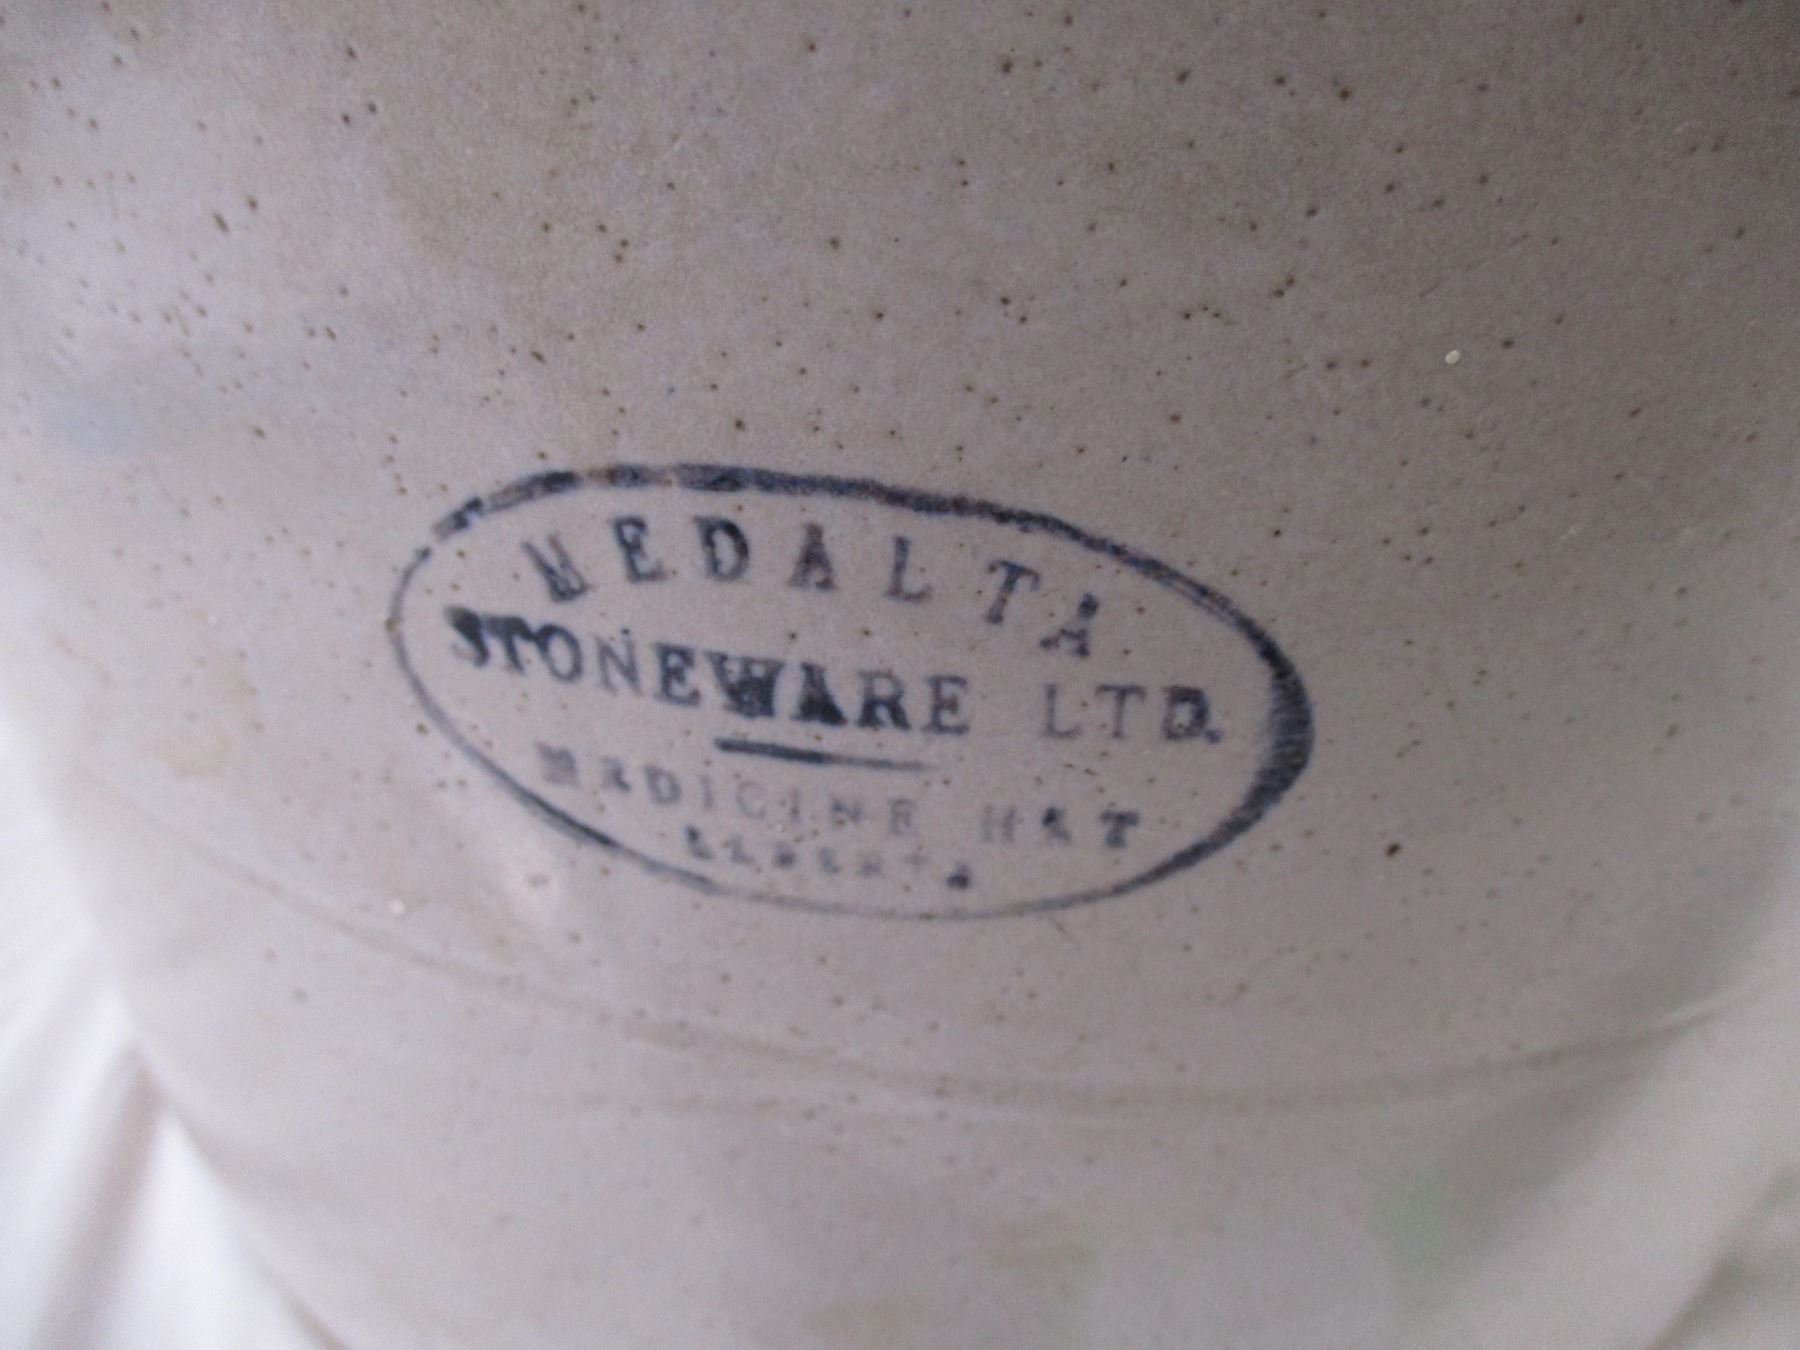 MEDALTA
STONEWARE LTD.
MEDICINE HAT
ALBERTA